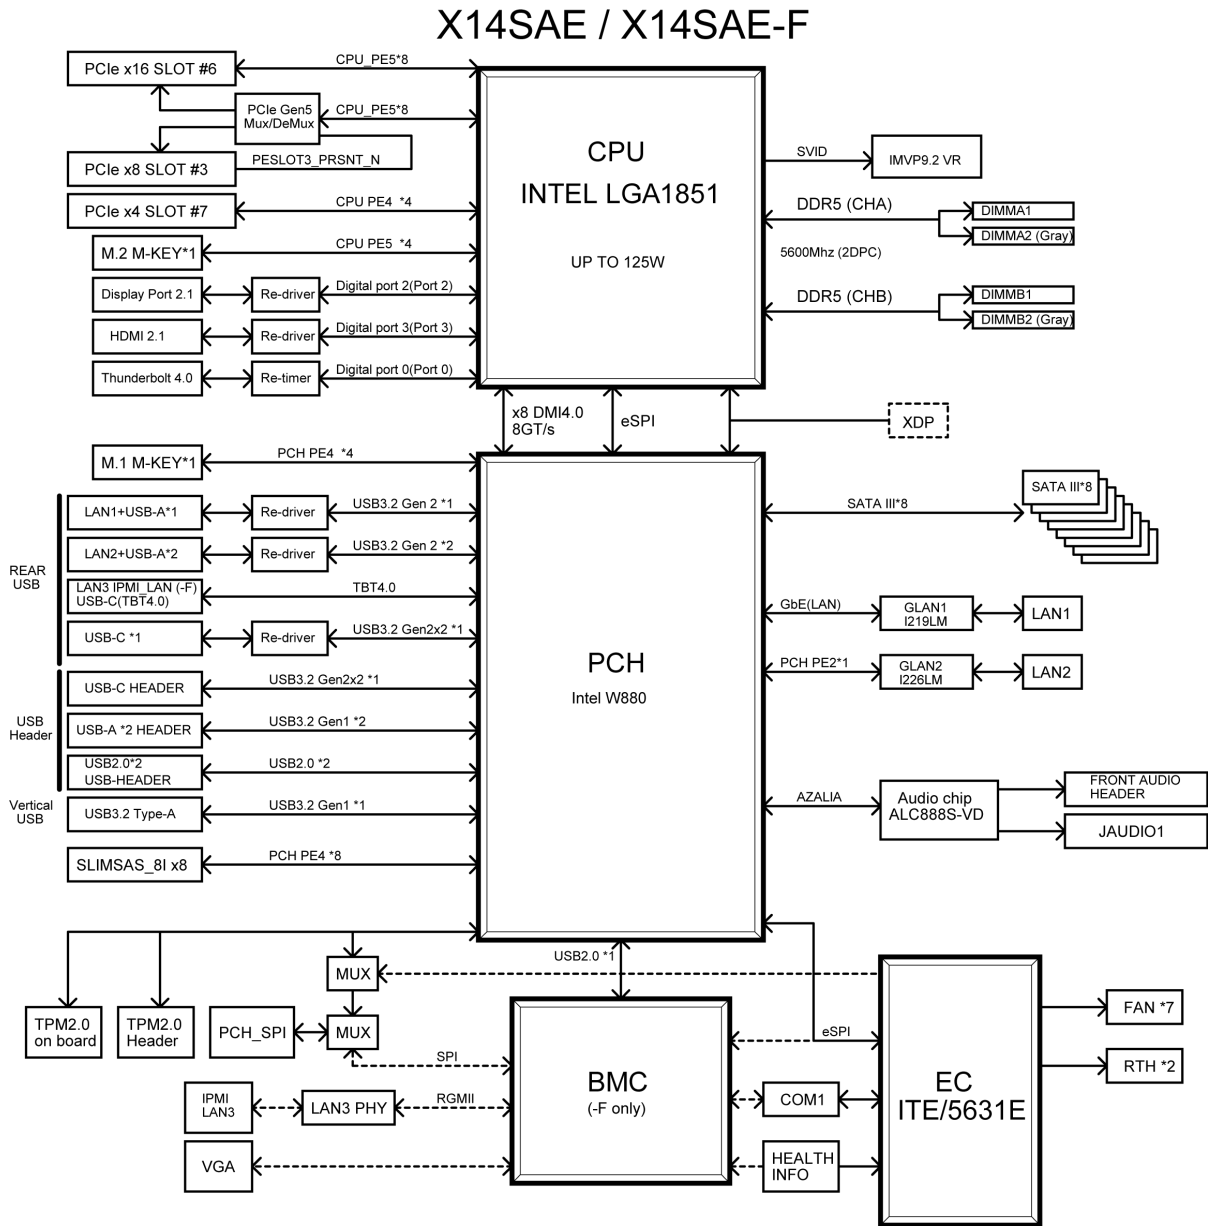 X14SAE / X14SAE-F
PCIe x16 SLOT #6
CPU_PE5*8
PCIe Gen5
Mux/DeMux
CPU_PE5*8
PCIe x8 SLOT #3
PESLOT3_PRSNT_N
PCIe x4 SLOT #7
CPU PE4 *4
M.2 M-KEY*1
CPU PE5 *4
Display Port 2.1
Re-driver
Digital port 2(Port 2)
HDMI 2.1
Re-driver
Digital port 3(Port 3)
Thunderbolt 4.0
Re-timer
Digital port 0(Port 0)
CPU
INTEL LGA1851
UP TO 125W
SVID
IMVP9.2 VR
DDR5 (CHA)
DIMMA1
DIMMA2 (Gray)
5600Mhz (2DPC)
DDR5 (CHB)
DIMMB1
DIMMB2 (Gray)
x8 DMI4.0
8GT/s
eSPI
XDP
M.1 M-KEY*1
PCH PE4 *4
REAR
USB
LAN1+USB-A*1
Re-driver
USB3.2 Gen 2 *1
LAN2+USB-A*2
Re-driver
USB3.2 Gen 2 *2
LAN3 IPMI_LAN (-F)
USB-C(TBT4.0)
TBT4.0
USB-C *1
Re-driver
USB3.2 Gen2x2 *1
USB
Header
USB-C HEADER
USB3.2 Gen2x2 *1
USB-A *2 HEADER
USB3.2 Gen1 *2
USB2.0*2
USB-HEADER
USB2.0 *2
Vertical
USB
USB3.2 Type-A
USB3.2 Gen1 *1
SLIMSAS_8I x8
PCH PE4 *8
PCH
Intel W880
SATA III*8
SATA III*8
GbE(LAN)
GLAN1
I219LM
LAN1
PCH PE2*1
GLAN2
I226LM
LAN2
AZALIA
Audio chip
ALC888S-VD
FRONT AUDIO
HEADER
JAUDIO1
USB2.0 *1
MUX
TPM2.0
on board
TPM2.0
Header
PCH_SPI
MUX
SPI
IPMI
LAN3
LAN3 PHY
RGMII
VGA
BMC
(-F only)
eSPI
COM1
HEALTH
INFO
EC
ITE/5631E
FAN *7
RTH *2